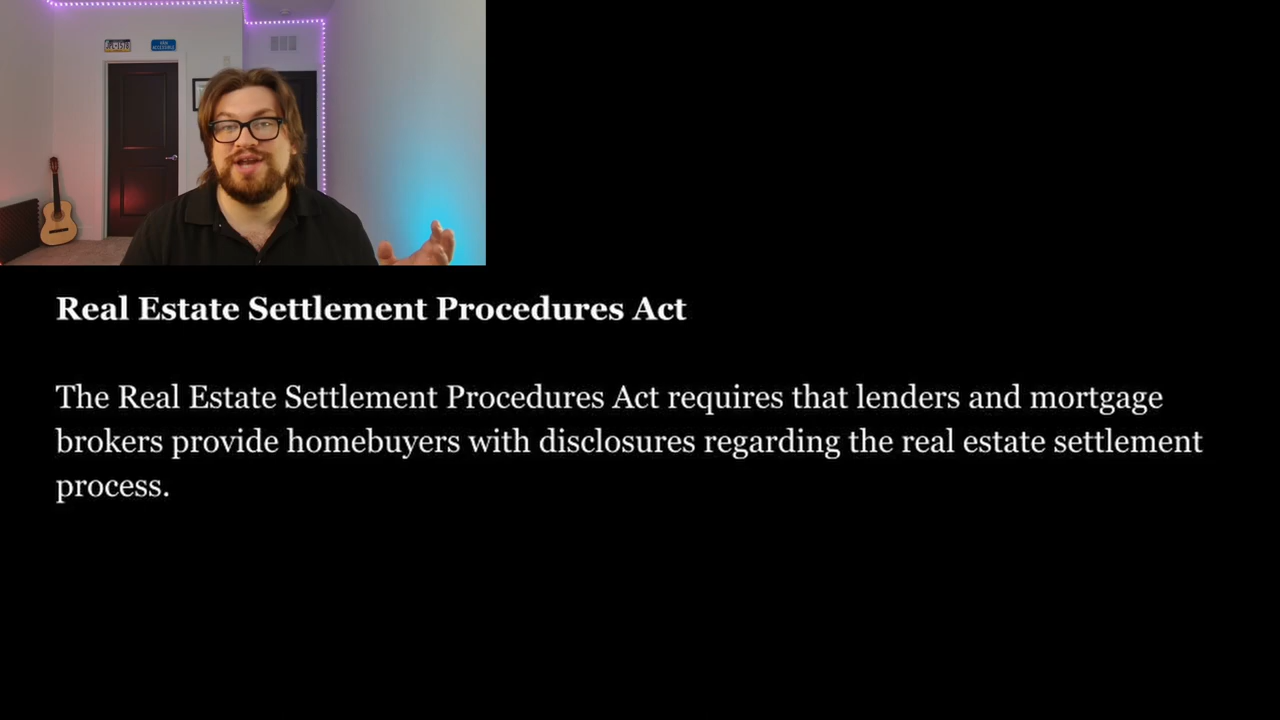 Real Estate Settlement Procedures Act
The Real Estate Settlement Procedures Act requires that lenders and mortgage
brokers provide homebuyers with disclosures regarding the real estate settlement
process.